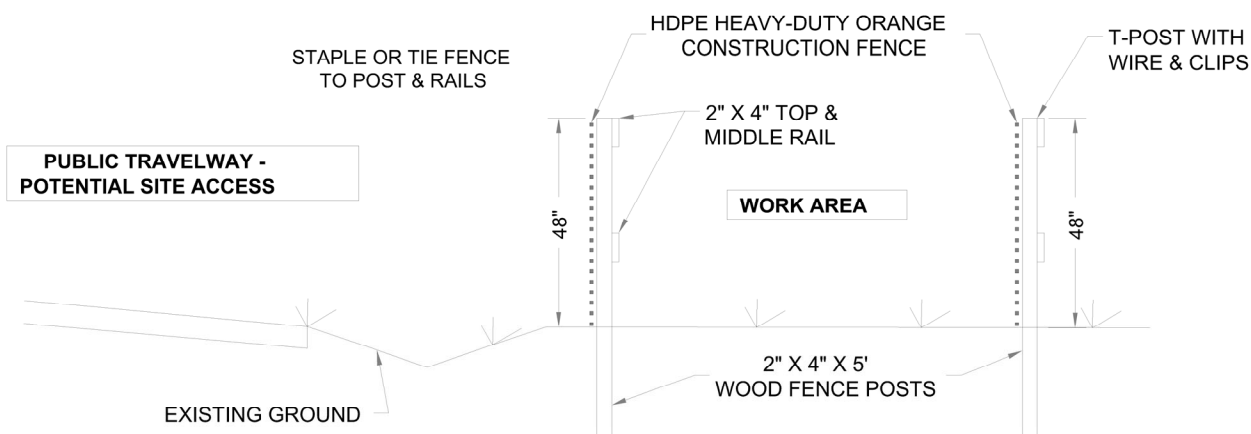 HDPE HEAVY-DUTY ORANGE
CONSTRUCTION FENCE
T-POST WITH
WIRE & CLIPS
STAPLE OR TIE FENCE
TO POST & RAILS
2" X 4" TOP &
MIDDLE RAIL
PUBLIC TRAVELWAY -
POTENTIAL SITE ACCESS
WORK AREA
48"
48"
2" X 4" X 5'
WOOD FENCE POSTS
EXISTING GROUND